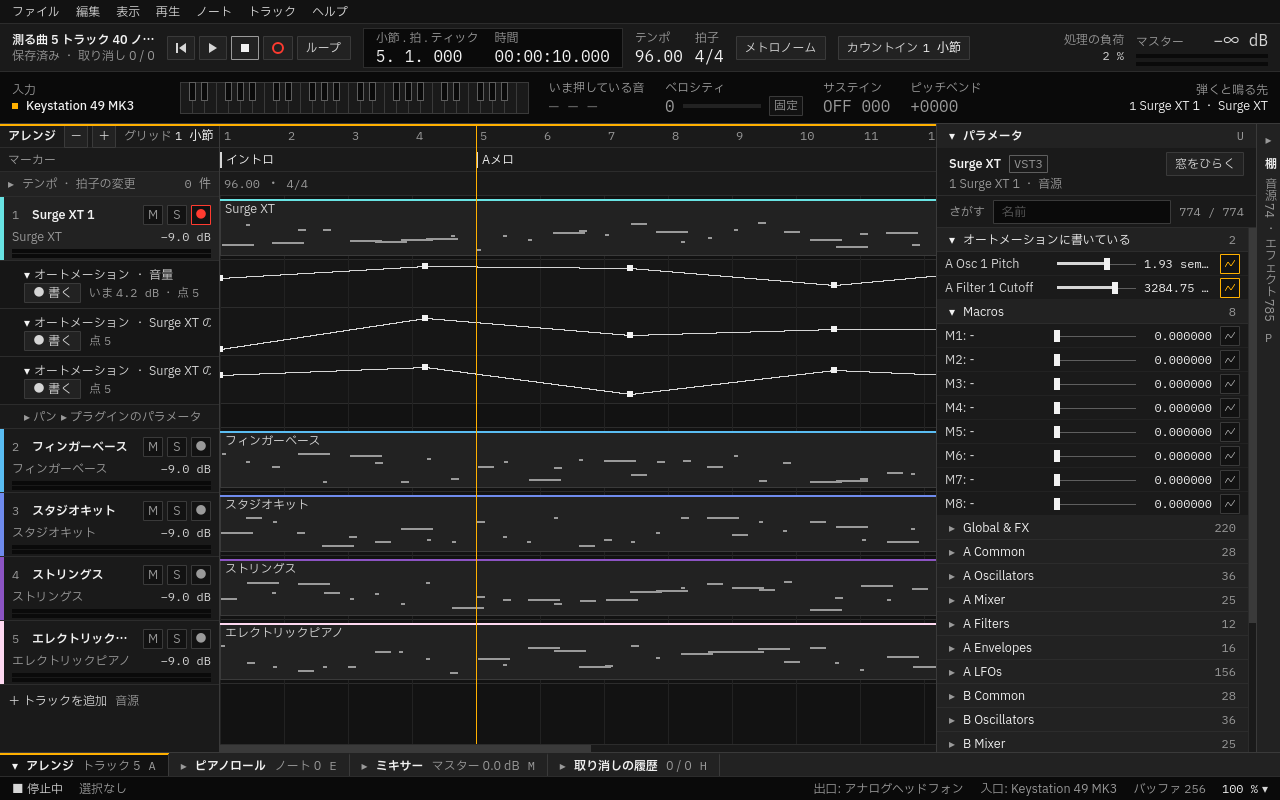 ファイル 編集 表示 再生 ノート トラック ヘルプ
測る曲 5 トラック 40 ノ…
保存済み · 取り消し 0 / 0
ループ
小節 . 拍 . ティック 時間
5. 1. 000 00:00:10.000
テンポ 拍子
96.00 4/4
メトロノーム
カウントイン 1 小節
処理の負荷
2 %
マスター -∞ dB
入力
Keystation 49 MK3
いま押している音
— — —
ベロシティ
0 固定
サステイン
OFF 000
ピッチベンド
+0000
弾くと鳴る先
1 Surge XT 1 · Surge XT
アレンジ − + グリッド 1 小節
1 2 3 4 5 6 7 8 9 10 11 1
マーカー
イントロ Aメロ
▸ テンポ · 拍子の変更 0 件
96.00 · 4/4
1 Surge XT 1 M S
Surge XT −9.0 dB
Surge XT
▾ オートメーション · 音量
書く いま 4.2 dB · 点 5
▾ オートメーション · Surge XT の
書く 点 5
▾ オートメーション · Surge XT の
書く 点 5
▸ パン ▸ プラグインのパラメータ
2 フィンガーベース M S
フィンガーベース −9.0 dB
フィンガーベース
3 スタジオキット M S
スタジオキット −9.0 dB
スタジオキット
4 ストリングス M S
ストリングス −9.0 dB
ストリングス
5 エレクトリック… M S
エレクトリックピアノ −9.0 dB
エレクトリックピアノ
+ トラックを追加 音源
▾ パラメータ U
Surge XT VST3 窓をひらく
1 Surge XT 1 · 音源
さがす 名前 774 / 774
▾ オートメーションに書いている 2
A Osc 1 Pitch 1.93 sem…
A Filter 1 Cutoff 3284.75 …
▾ Macros 8
M1: - 0.000000
M2: - 0.000000
M3: - 0.000000
M4: - 0.000000
M5: - 0.000000
M6: - 0.000000
M7: - 0.000000
M8: - 0.000000
▸ Global & FX 220
▸ A Common 28
▸ A Oscillators 36
▸ A Mixer 25
▸ A Filters 12
▸ A Envelopes 16
▸ A LFOs 156
▸ B Common 28
▸ B Oscillators 36
▸ B Mixer 25
▸ 棚 音源 74 · エフェクト 785 P
▾ アレンジ トラック 5 A
▸ ピアノロール ノート 0 E
▸ ミキサー マスター 0.0 dB M
▸ 取り消しの履歴 0 / 0 H
停止中 選択なし
出口: アナログヘッドフォン 入口: Keystation 49 MK3 バッファ 256 100 % ▾